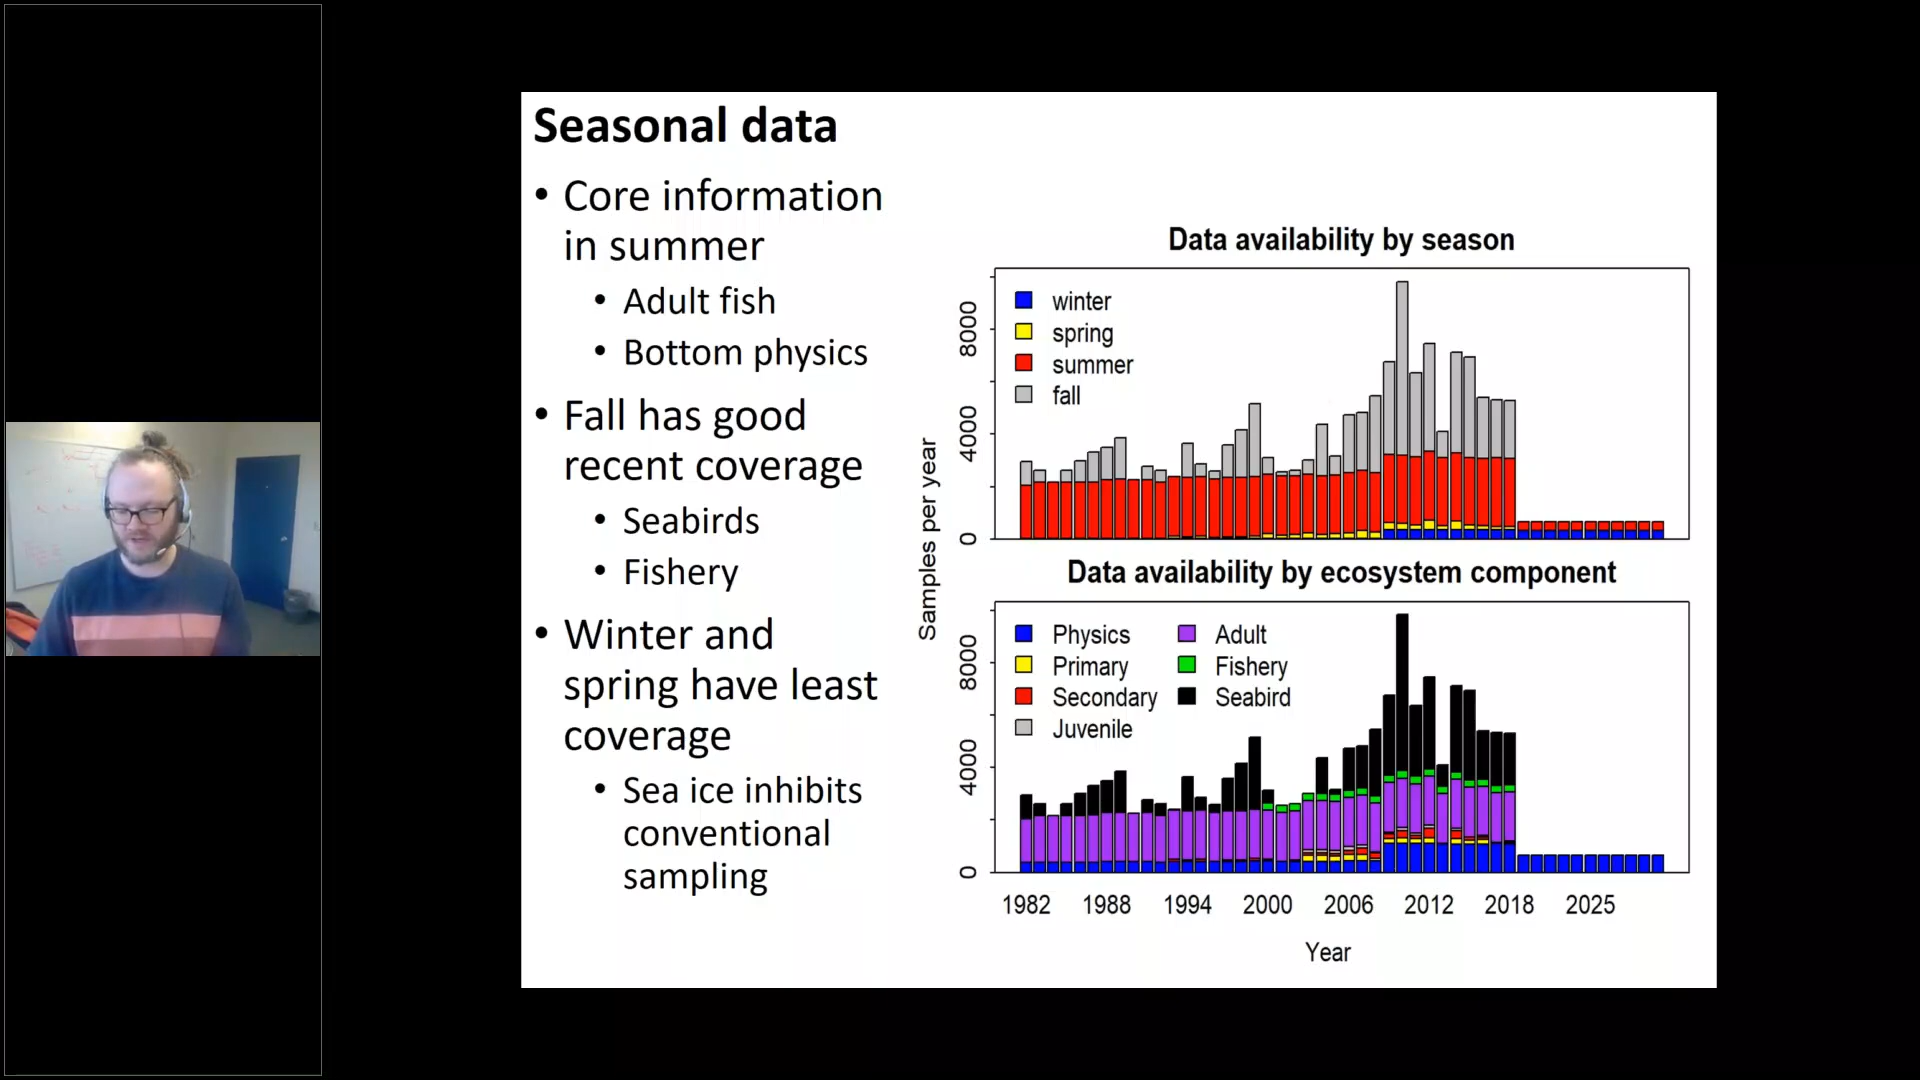 Seasonal data
• Core information
in summer
• Adult fish
• Bottom physics
• Fall has good
recent coverage
• Seabirds
• Fishery
• Winter and
spring have least
coverage
• Sea ice inhibits
conventional
sampling
Samples per year
Data availability by season
winter
spring
summer
fall
8000
4000
0
Data availability by ecosystem component
Physics
Primary
Secondary
Juvenile
Adult
Fishery
Seabird
8000
4000
0
1982 1988 1994 2000 2006 2012 2018 2025
Year